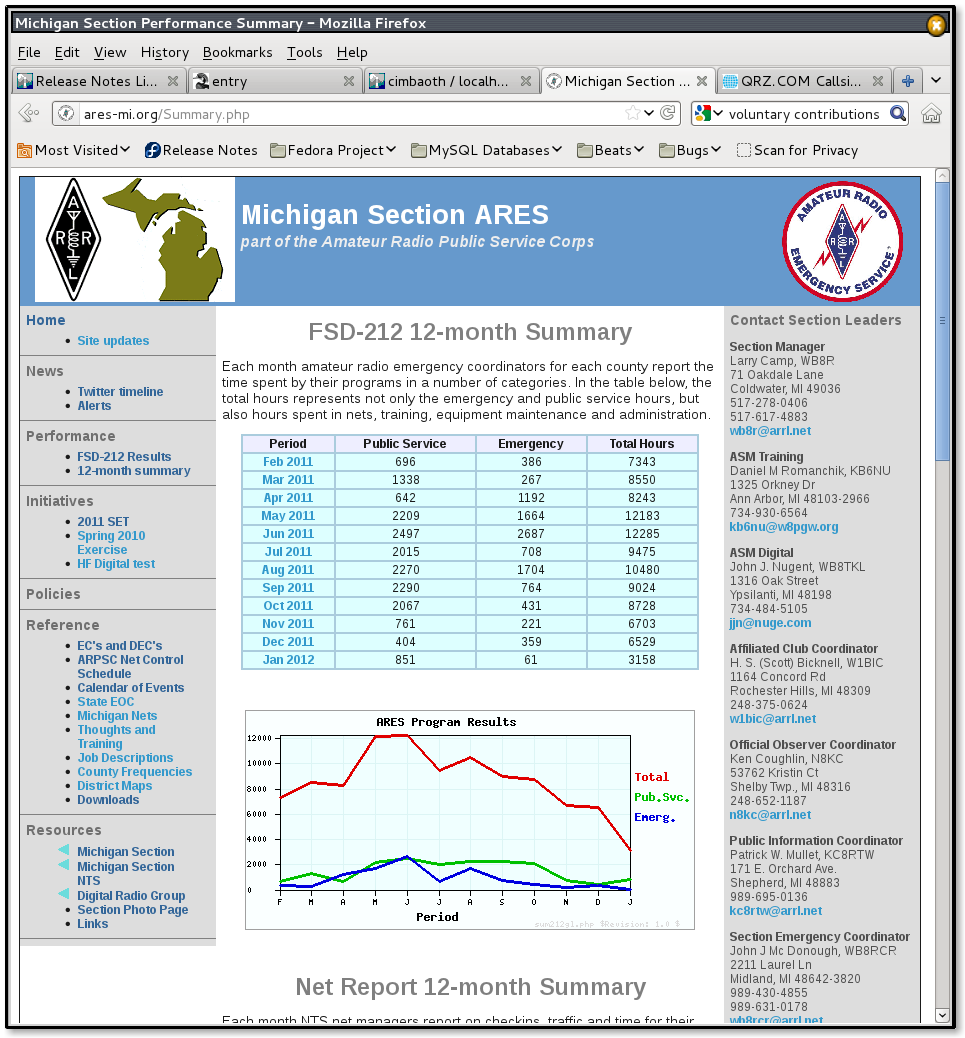 Michigan Section Performance Summary - Mozilla Firefox
File Edit View History Bookmarks Tools Help
Release Notes Li... entry cimbaoth / localh... Michigan Section ... QRZ.COM Callsi...
ares-mi.org/Summary.php voluntary contributions
Most Visited Release Notes Fedora Project MySQL Databases Beats Bugs Scan for Privacy
A
R R
L
Michigan Section ARES
part of the Amateur Radio Public Service Corps
AMATEUR RADIO
EMERGENCY SERVICE
Home
Site updates
News
Twitter timeline
Alerts
Performance
FSD-212 Results
12-month summary
Initiatives
2011 SET
Spring 2010
Exercise
HF Digital test
Policies
Reference
EC's and DEC's
ARPSC Net Control
Schedule
Calendar of Events
State EOC
Michigan Nets
Thoughts and
Training
Job Descriptions
County Frequencies
District Maps
Downloads
Resources
Michigan Section
Michigan Section
NTS
Digital Radio Group
Section Photo Page
Links
FSD-212 12-month Summary
Each month amateur radio emergency coordinators for each county report the
time spent by their programs in a number of categories. In the table below, the
total hours represents not only the emergency and public service hours, but
also hours spent in nets, training, equipment maintenance and administration.
Period Public Service Emergency Total Hours
Feb 2011 696 386 7343
Mar 2011 1338 267 8550
Apr 2011 642 1192 8243
May 2011 2209 1664 12183
Jun 2011 2497 2687 12285
Jul 2011 2015 708 9475
Aug 2011 2270 1704 10480
Sep 2011 2290 764 9024
Oct 2011 2067 431 8728
Nov 2011 761 221 6703
Dec 2011 404 359 6529
Jan 2012 851 61 3158
ARES Program Results
12000
10000
8000
6000
4000
2000
0
F M A M J J A S O N D J
Period
Total
Pub.Svc.
Emerg.
sum212g1.php $Revision: 1.0 $
Net Report 12-month Summary
Each month NTS net managers report on checkins, traffic and time for their
Contact Section Leaders
Section Manager
Larry Camp, WB8R
71 Oakdale Lane
Coldwater, MI 49036
517-278-0406
517-617-4883
wb8r@arrl.net
ASM Training
Daniel M Romanchik, KB6NU
1325 Orkney Dr
Ann Arbor, MI 48103-2966
734-930-6564
kb6nu@w8pgw.org
ASM Digital
John J. Nugent, WB8TKL
1316 Oak Street
Ypsilanti, MI 48198
734-484-5105
jjn@nuge.com
Affiliated Club Coordinator
H. S. (Scott) Bicknell, W1BIC
1164 Concord Rd
Rochester Hills, MI 48309
248-375-0624
w1bic@arrl.net
Official Observer Coordinator
Ken Coughlin, N8KC
53762 Kristin Ct
Shelby Twp., MI 48316
248-652-1187
n8kc@arrl.net
Public Information Coordinator
Patrick W. Mullet, KC8RTW
171 E. Orchard Ave.
Shepherd, MI 48883
989-695-0136
kc8rtw@arrl.net
Section Emergency Coordinator
John J Mc Donough, WB8RCR
2211 Laurel Ln
Midland, MI 48642-3820
989-430-4855
989-631-0178
wb8rcr@arrl.net